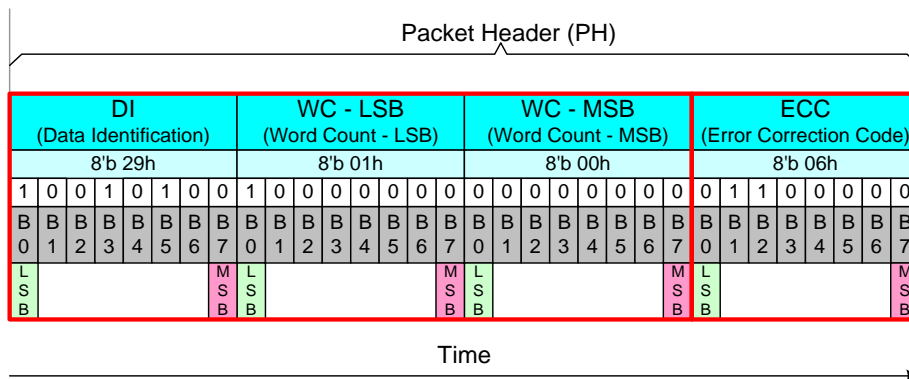 Packet Header (PH)
DI WC - LSB WC - MSB ECC
(Data Identification) (Word Count - LSB) (Word Count - MSB) (Error Correction Code)
8'b 29h 8'b 01h 8'b 00h 8'b 06h
1 0 0 1 0 1 0 0 1 0 0 0 0 0 0 0 0 0 0 0 0 0 0 0 0 1 1 0 0 0 0 0
B B B B B B B B B B B B B B B B B B B B B B B B B B B B B B B B
0 1 2 3 4 5 6 7 0 1 2 3 4 5 6 7 0 1 2 3 4 5 6 7 0 1 2 3 4 5 6 7
L M L M L M L M
S S S S S S S S
B B B B B B B B
Time